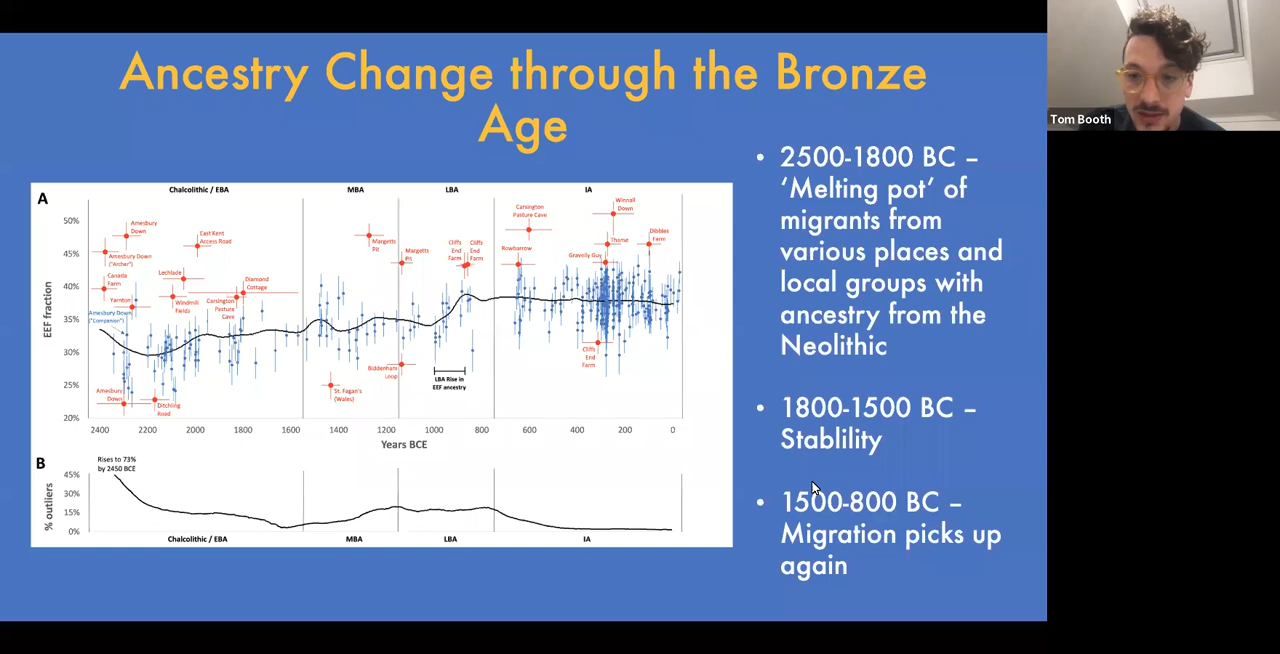 Ancestry Change through the Bronze
Age
Tom Booth
• 2500-1800 BC –
‘Melting pot’ of
migrants from
various places and
local groups with
ancestry from the
Neolithic
• 1800-1500 BC –
Stablility
• 1500-800 BC –
Migration picks up
again
A
Chalcolithic / EBA
MBA
LBA
IA
EEF fraction
50%
45%
40%
35%
30%
25%
20%
Amesbury
Down
Amesbury Down
("Archer")
Canada
Farm
Yarnton
Amesbury Down
("Companion")
Amesbury
Down
Ditchling
Road
East Kent
Access Road
Lechlade
Windmill
Fields
Carsington
Pasture
Cave
Diamond
Cottage
Margetts
Pit
Margetts
Pit
St. Fagan's
(Wales)
Biddenham
Loop
Cliffs
End
Farm
Cliffs
End
Farm
LBA Rise in
EEF ancestry
Carsington
Pasture Cave
Rowbarrow
Winnall
Down
Thame
Gravelly Guy
Dibbles
Farm
Cliffs
End
Farm
2400 2200 2000 1800 1600 1400 1200 1000 800 600 400 200 0
Years BCE
B
Rises to 73%
by 2450 BCE
% outliers
45%
30%
15%
0%
Chalcolithic / EBA
MBA
LBA
IA